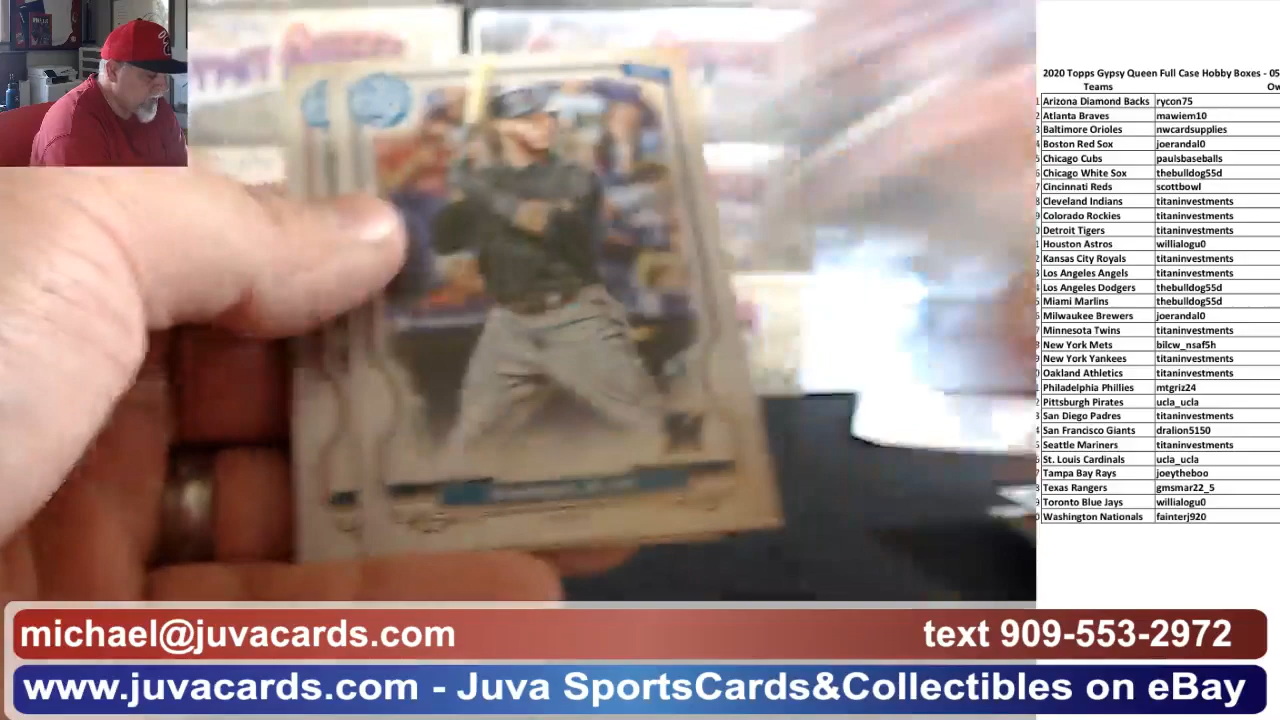 2020 Topps Gypsy Queen Full Case Hobby Boxes - 05
Teams Ow
Arizona Diamond Backs rycon75
Atlanta Braves mawiem10
Baltimore Orioles nwcardsupplies
Boston Red Sox joerandal0
Chicago Cubs paulsbaseballs
Chicago White Sox thebulldog55d
Cincinnati Reds scottbowl
Cleveland Indians titaninvestments
Colorado Rockies titaninvestments
Detroit Tigers titaninvestments
Houston Astros willialogu0
Kansas City Royals titaninvestments
Los Angeles Angels titaninvestments
Los Angeles Dodgers thebulldog55d
Miami Marlins thebulldog55d
Milwaukee Brewers joerandal0
Minnesota Twins titaninvestments
New York Mets bilcw_nsaf5h
New York Yankees titaninvestments
Oakland Athletics titaninvestments
Philadelphia Phillies mtgriz24
Pittsburgh Pirates ucla_ucla
San Diego Padres titaninvestments
San Francisco Giants dralion5150
Seattle Mariners titaninvestments
St. Louis Cardinals ucla_ucla
Tampa Bay Rays joeytheboo
Texas Rangers gmsmar22_5
Toronto Blue Jays willialogu0
Washington Nationals fainterj920
michael@juvacards.com text 909-553-2972
www.juvacards.com - Juva SportsCards&Collectibles on eBay